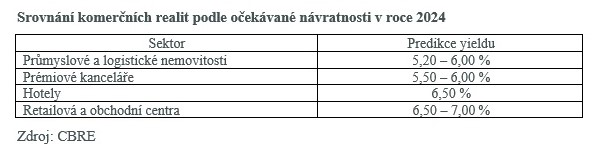 Srovnání komerčních realit podle očekávané návratnosti v roce 2024
Sektor Predikce yieldu
Průmyslové a logistické nemovitosti 5,20 – 6,00 %
Prémiové kanceláře 5,50 – 6,00 %
Hotely 6,50 %
Retailová a obchodní centra 6,50 – 7,00 %
Zdroj: CBRE